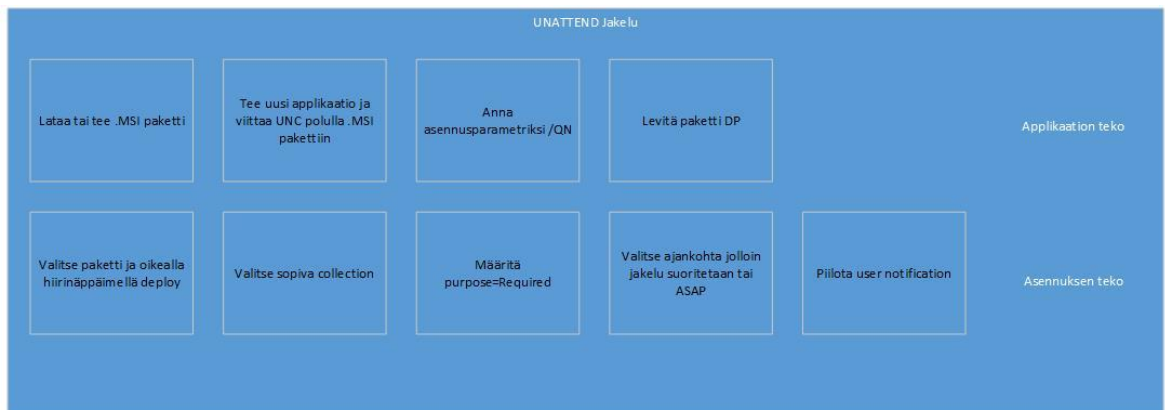 UNATTEND Jakelu
Lataa tai tee .MSI paketti
Tee uusi applikaatio ja
viittaa UNC polulla .MSI
pakettiin
Anna
asennusparametriksi /QN
Levitä paketti DP
Applikaation teko
Valitse paketti ja oikealla
hiirinäppäimellä deploy
Valitse sopiva collection
Määritä
purpose=Required
Valitse ajankohta jolloin
jakelu suoritetaan tai
ASAP
Piilota user notification
Asennuksen teko